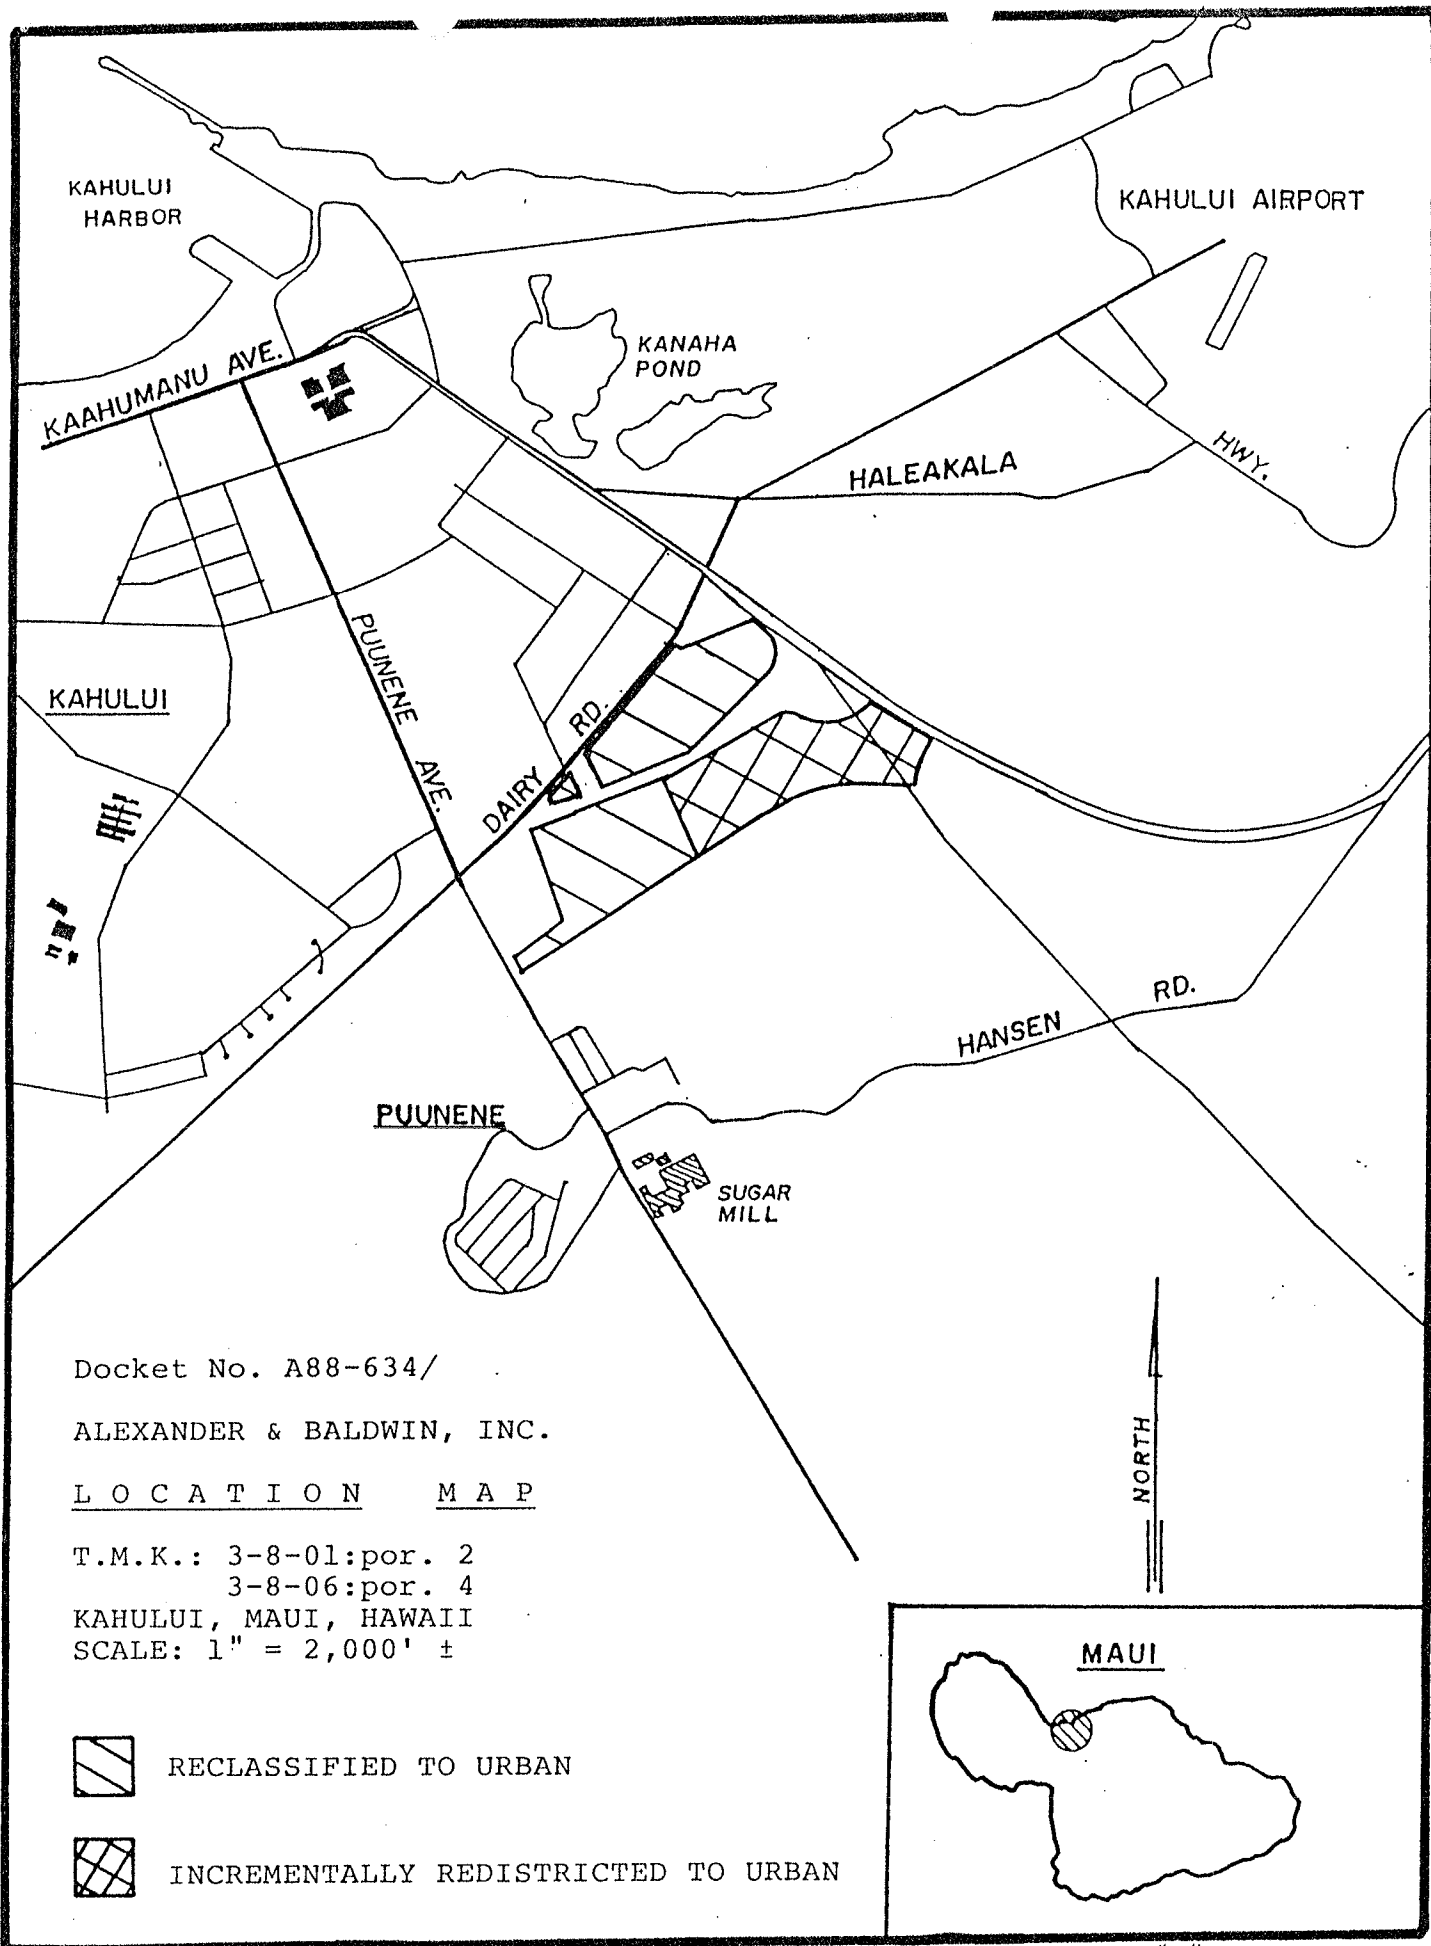 KAHULUI
HARBOR
KAHULUI AIRPORT
KAAHUMANU AVE.
KANAHA
POND
HALEAKALA HWY.
PUUNENE AVE.
KAHULUI
DAIRY RD.
HANSEN RD.
PUUNENE
SUGAR
MILL
Docket No. A88-634/
ALEXANDER & BALDWIN, INC.
LOCATION MAP
T.M.K.: 3-8-01:por. 2
3-8-06:por. 4
KAHULUI, MAUI, HAWAII
SCALE: 1" = 2,000' ±
NORTH
MAUI
RECLASSIFIED TO URBAN
INCREMENTALLY REDISTRICTED TO URBAN